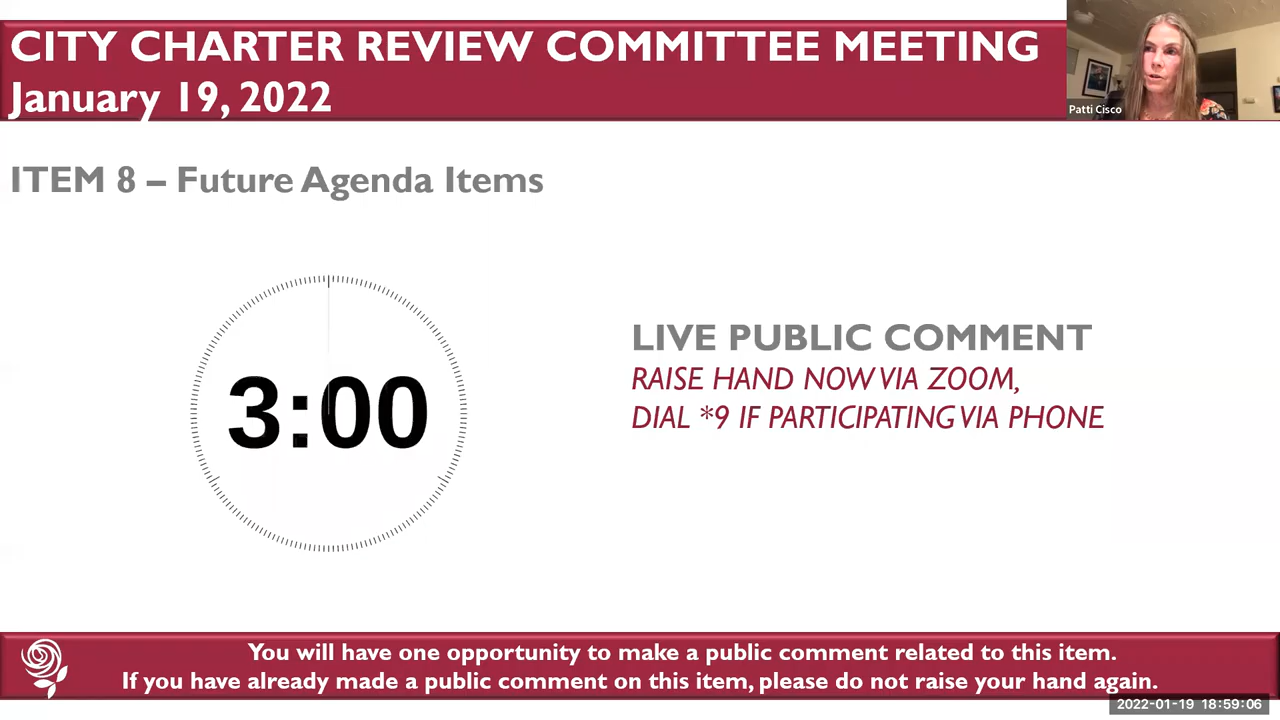 CITY CHARTER REVIEW COMMITTEE MEETING
January 19, 2022
Patti Cisco
ITEM 8 – Future Agenda Items
3:00
LIVE PUBLIC COMMENT
RAISE HAND NOW VIA ZOOM,
DIAL *9 IF PARTICIPATING VIA PHONE
You will have one opportunity to make a public comment related to this item.
If you have already made a public comment on this item, please do not raise your hand again.
2022-01-19 18:59:06